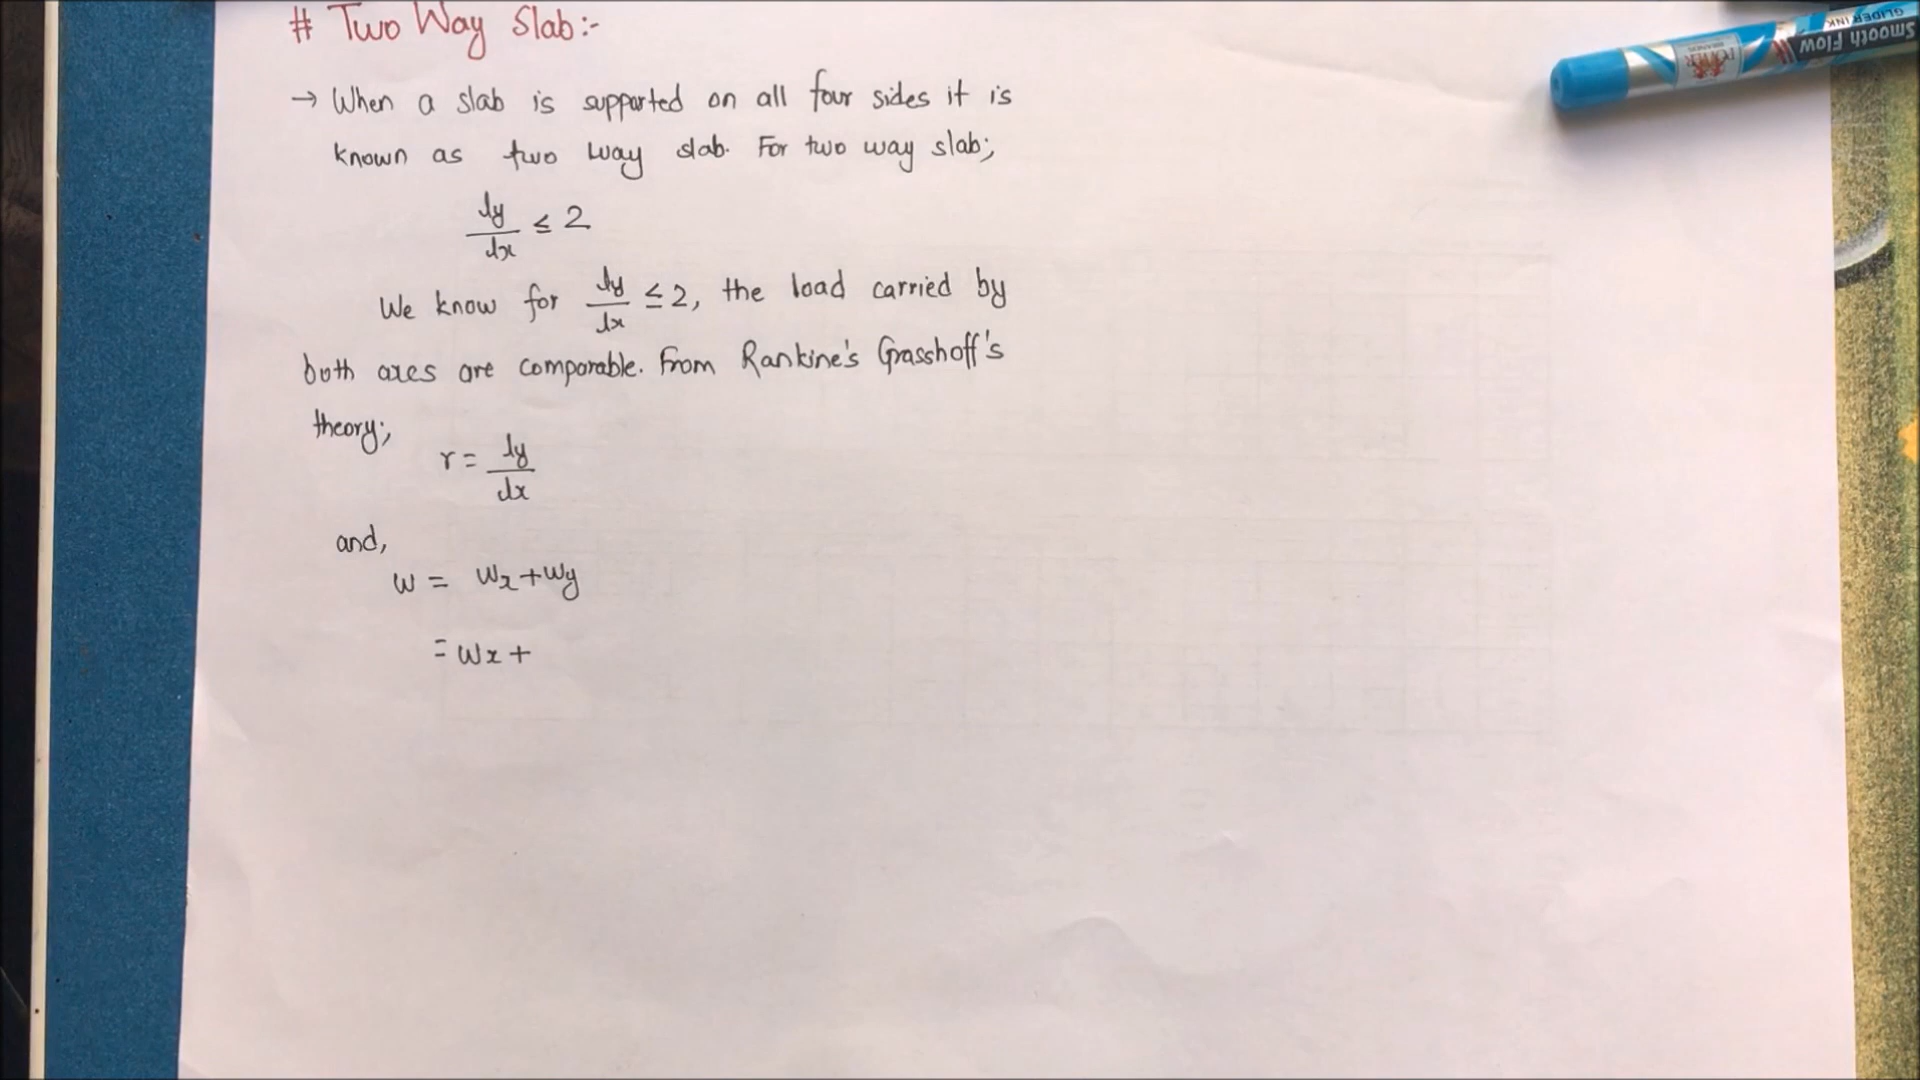 # Two Way Slab:-
→ When a slab is supported on all four sides it is
known as two way slab. For two way slab;
ly/lx ≤ 2
We know for ly/lx ≤ 2, the load carried by
both axes are comparable. From Rankine's Grasshoff's
theory;
r = ly/lx
and,
w = wx+wy
= wx +
Smooth Flow
GLIDER INK